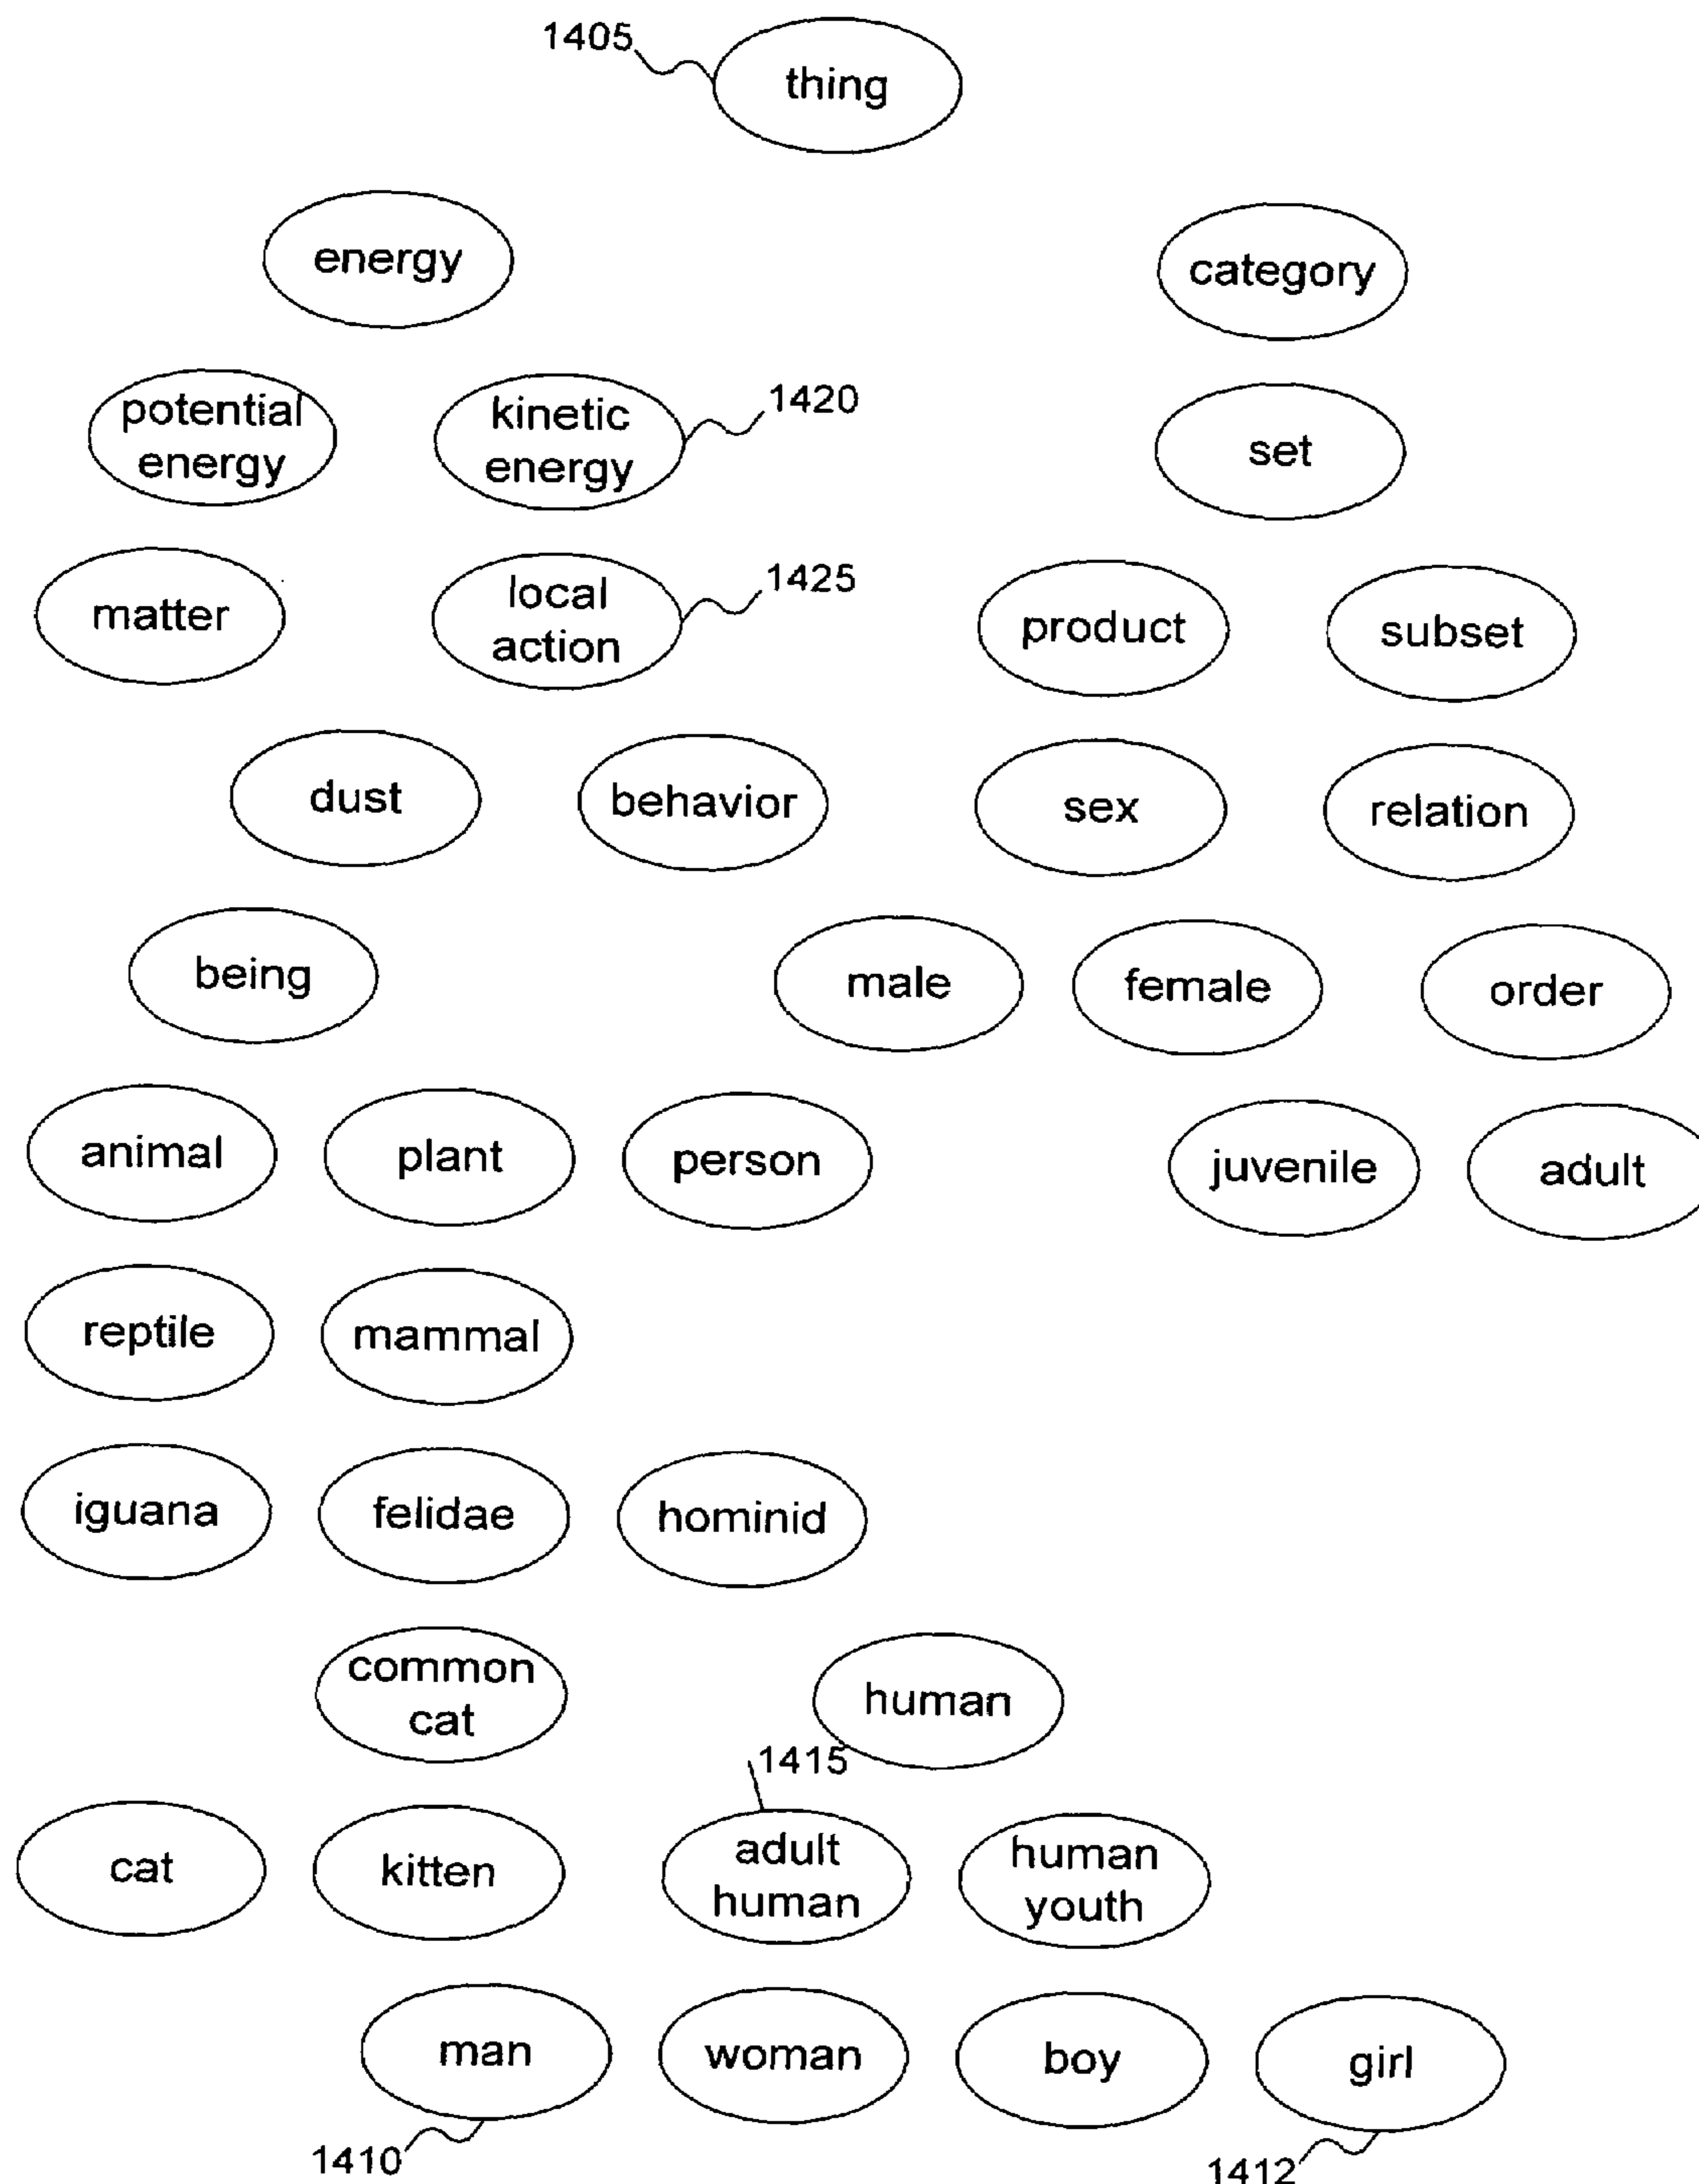 1405
thing
energy
category
potential
energy
kinetic
energy
1420
set
matter
local
action
1425
product
subset
dust
behavior
sex
relation
being
male
female
order
animal
plant
person
juvenile
adult
reptile
mammal
iguana
felidae
hominid
common
cat
human
1415
cat
kitten
adult
human
human
youth
man
woman
boy
girl
1410
1412